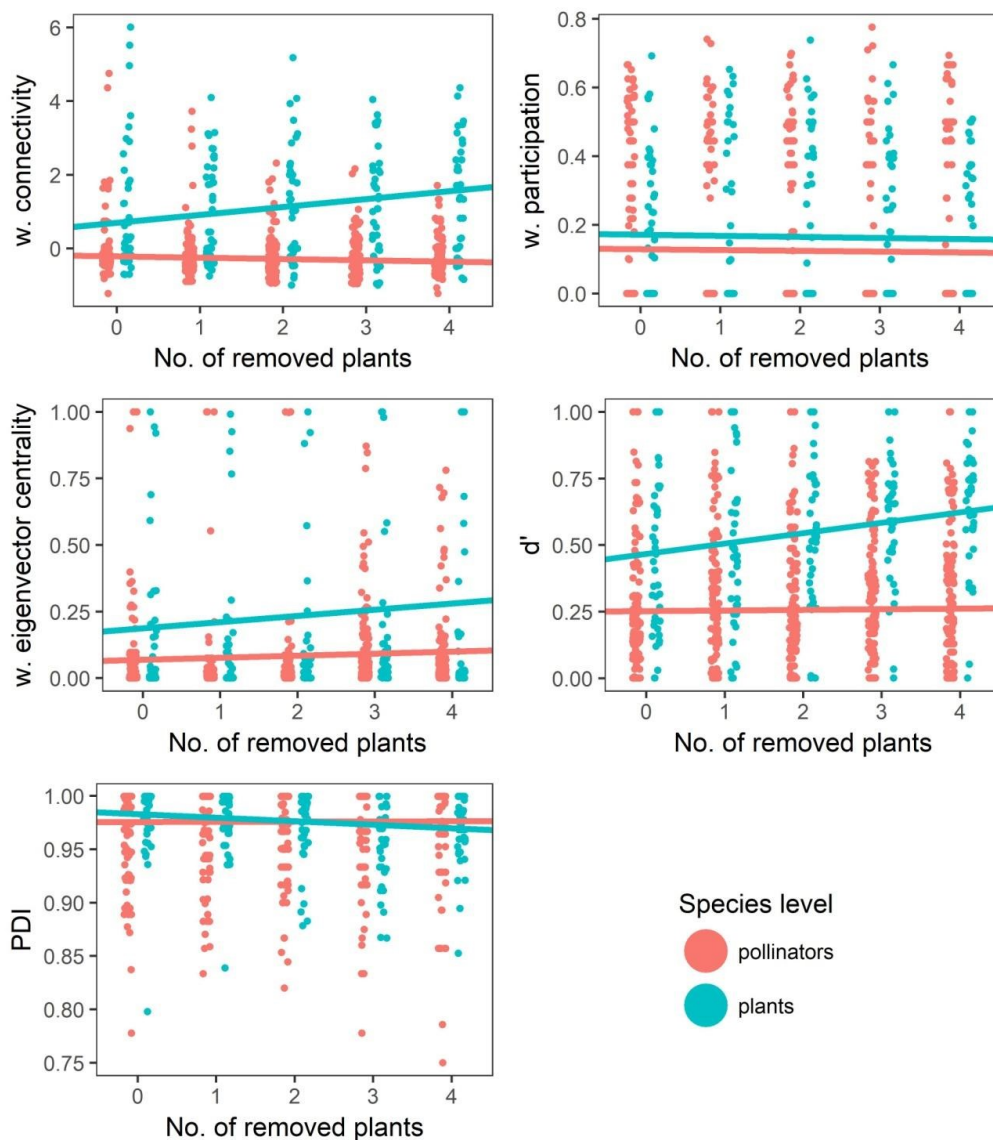 w. connectivity
6
4
2
0
0 1 2 3 4
No. of removed plants
w. participation
0.8
0.6
0.4
0.2
0.0
0 1 2 3 4
No. of removed plants
w. eigenvector centrality
1.00
0.75
0.50
0.25
0.00
0 1 2 3 4
No. of removed plants
d'
1.00
0.75
0.50
0.25
0.00
0 1 2 3 4
No. of removed plants
PDI
1.00
0.95
0.90
0.85
0.80
0.75
0 1 2 3 4
No. of removed plants
Species level
pollinators
plants